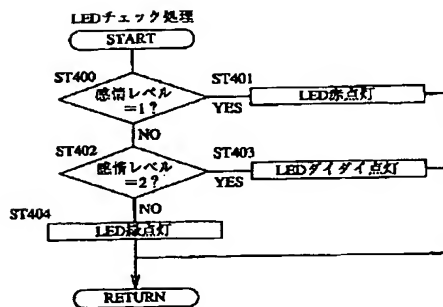 LEDチェック処理
START
ST400
感情レベル
=1?
ST401
YES
LED赤点灯
NO
ST402
感情レベル
=2?
ST403
YES
LEDダイダイ点灯
NO
ST404
LED緑点灯
RETURN